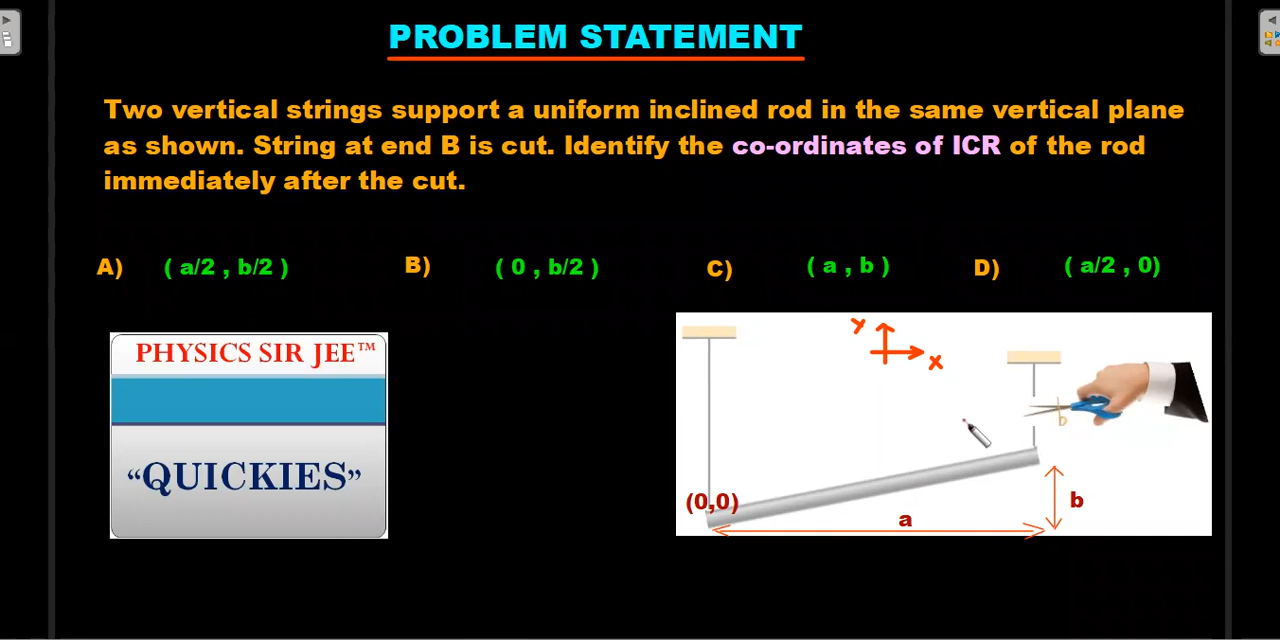 PROBLEM STATEMENT
Two vertical strings support a uniform inclined rod in the same vertical plane
as shown. String at end B is cut. Identify the co-ordinates of ICR of the rod
immediately after the cut.
A) ( a/2 , b/2 ) B) ( 0 , b/2 ) C) ( a , b ) D) ( a/2 , 0)
PHYSICS SIR JEE™
“QUICKIES”
Y
x
b
(0,0)
b
a